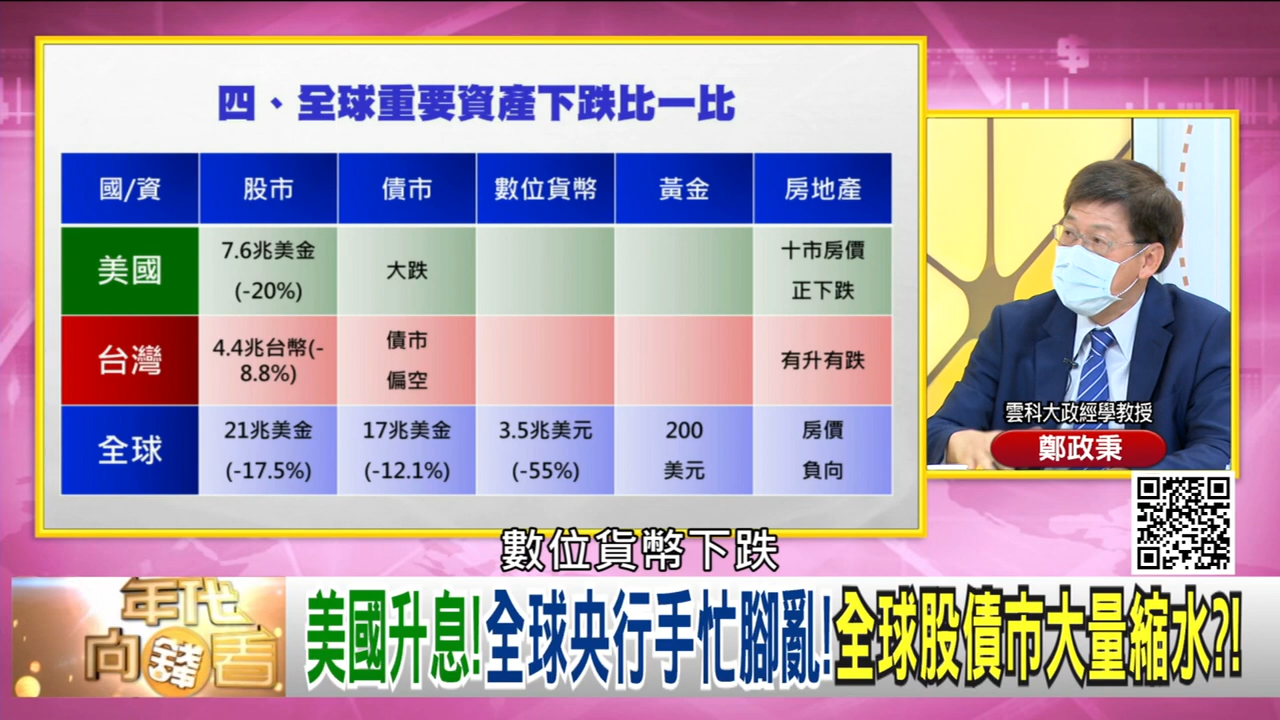 四、全球重要資產下跌比一比
國/資 股市 債市 數位貨幣 黃金 房地產
美國 7.6兆美金 (-20%) 大跌 十市房價 正下跌
台灣 4.4兆台幣(-8.8%) 債市 偏空 有升有跌
全球 21兆美金 (-17.5%) 17兆美金 (-12.1%) 3.5兆美元 (-55%) 200 美元 房價 負向
雲科大政經學教授
鄭政秉
數位貨幣下跌
年代
向錢看
美國升息!全球央行手忙腳亂!全球股債市大量縮水?!